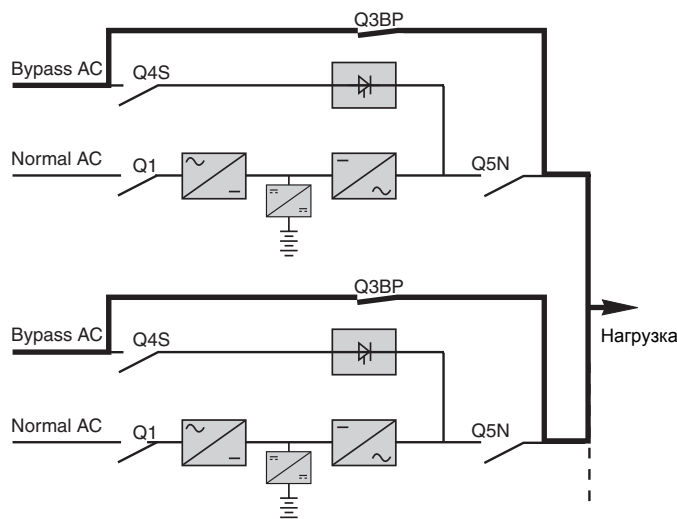 Q3BP
Bypass AC
Q4S
Normal AC
Q1
Q5N
Q3BP
Bypass AC
Q4S
Нагрузка
Normal AC
Q1
Q5N